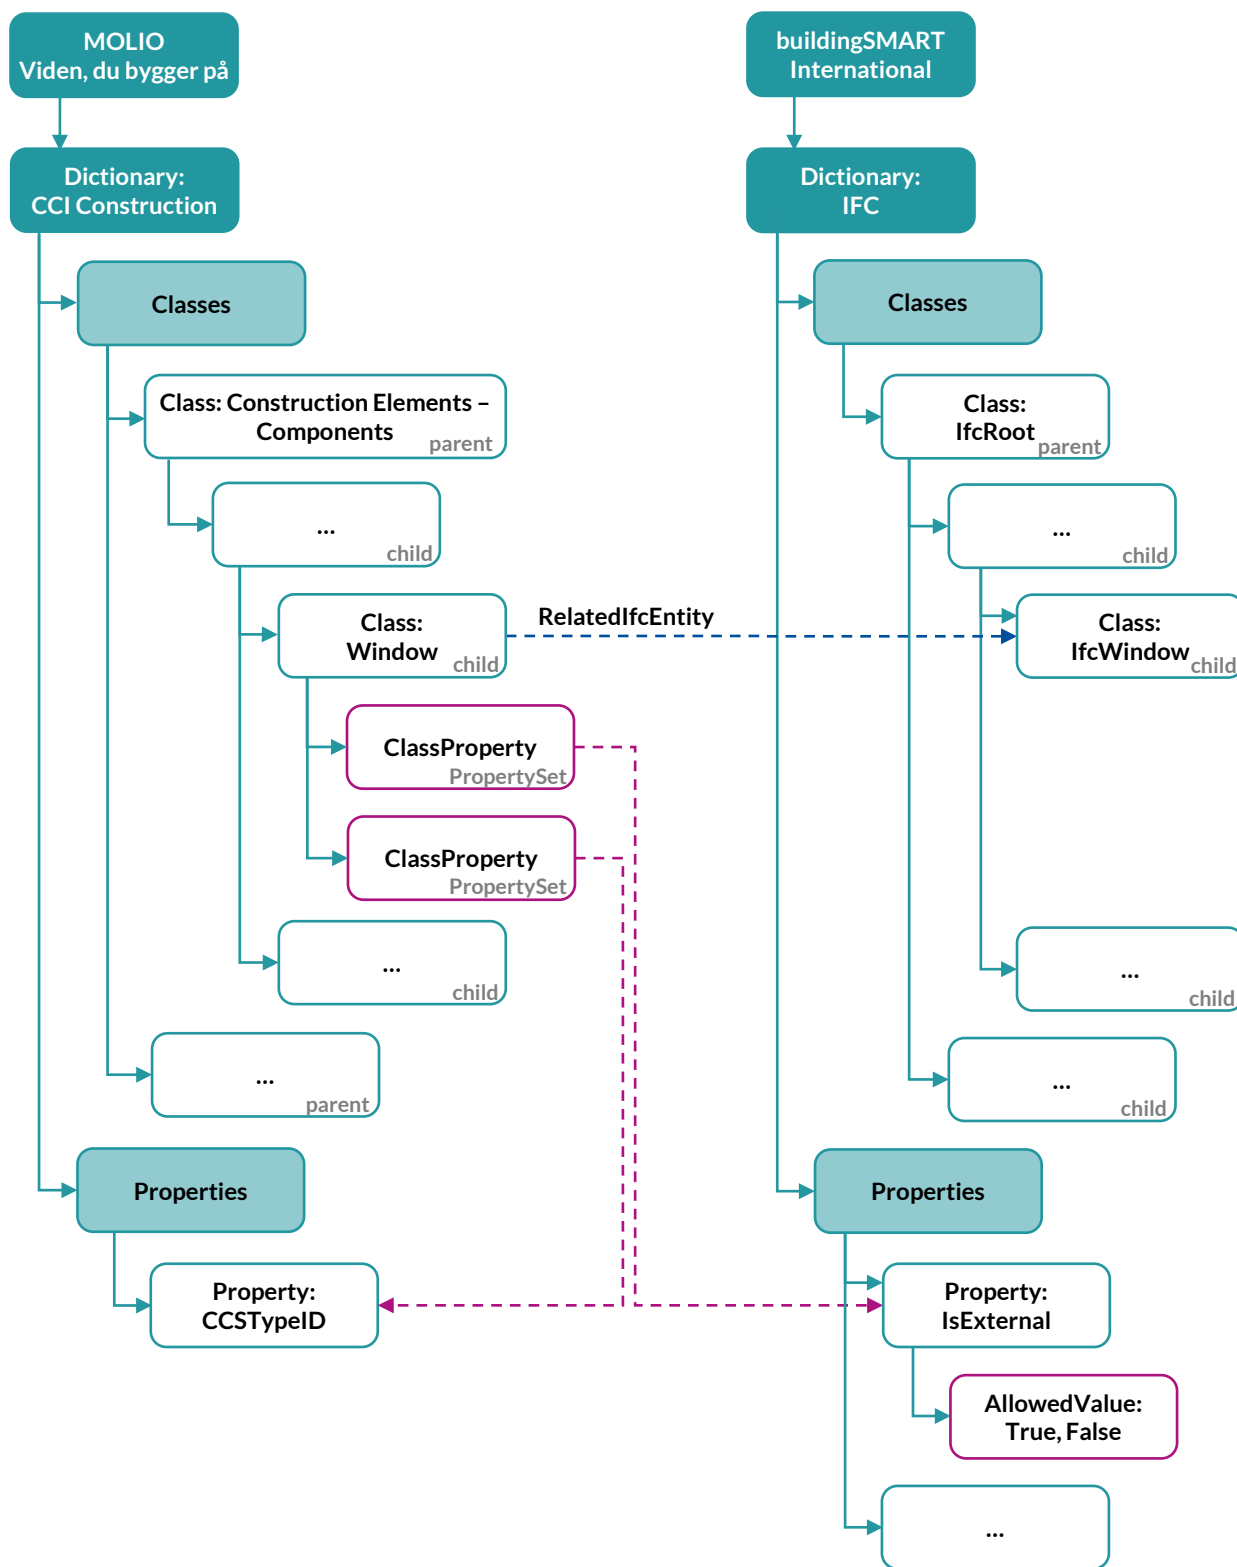 MOLIO
Viden, du bygger på
Dictionary:
CCI Construction
Classes
Class: Construction Elements –
Components
parent
...
child
Class:
Window
child
ClassProperty
PropertySet
ClassProperty
PropertySet
...
child
...
parent
Properties
Property:
CCSTypeID
RelatedIfcEntity
buildingSMART
International
Dictionary:
IFC
Classes
Class:
IfcRoot
parent
...
child
Class:
IfcWindow
child
...
child
...
child
Properties
Property:
IsExternal
AllowedValue:
True, False
...